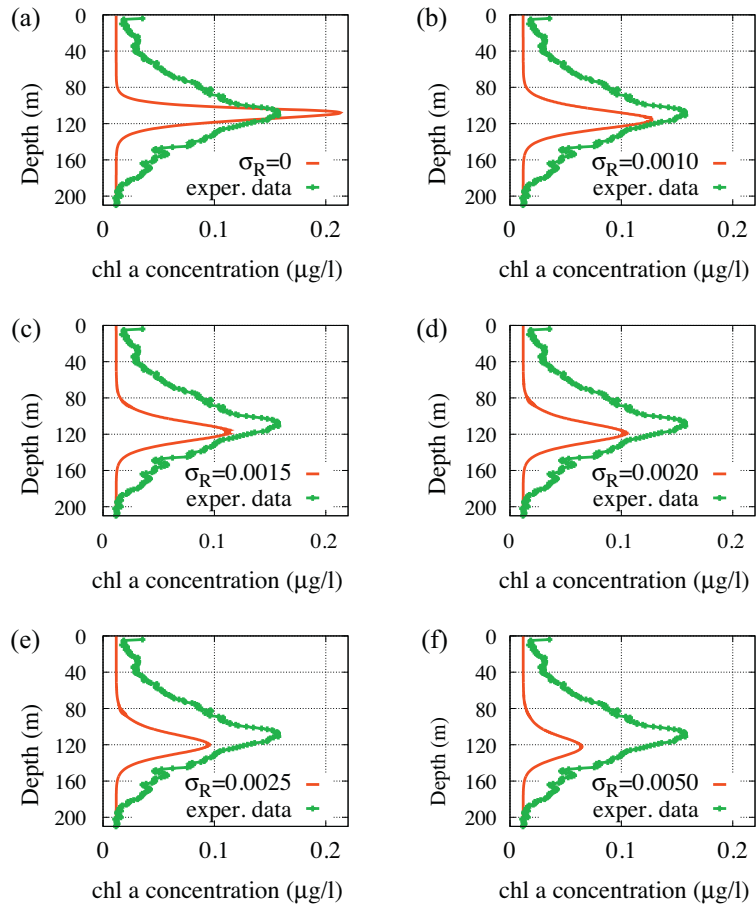 (a)
0
40
80
120
160
200
Depth (m)
σR=0
exper. data
0 0.1 0.2
chl a concentration (μg/l)
(b)
0
40
80
120
160
200
Depth (m)
σR=0.0010
exper. data
0 0.1 0.2
chl a concentration (μg/l)
(c)
0
40
80
120
160
200
Depth (m)
σR=0.0015
exper. data
0 0.1 0.2
chl a concentration (μg/l)
(d)
0
40
80
120
160
200
Depth (m)
σR=0.0020
exper. data
0 0.1 0.2
chl a concentration (μg/l)
(e)
0
40
80
120
160
200
Depth (m)
σR=0.0025
exper. data
0 0.1 0.2
chl a concentration (μg/l)
(f)
0
40
80
120
160
200
Depth (m)
σR=0.0050
exper. data
0 0.1 0.2
chl a concentration (μg/l)